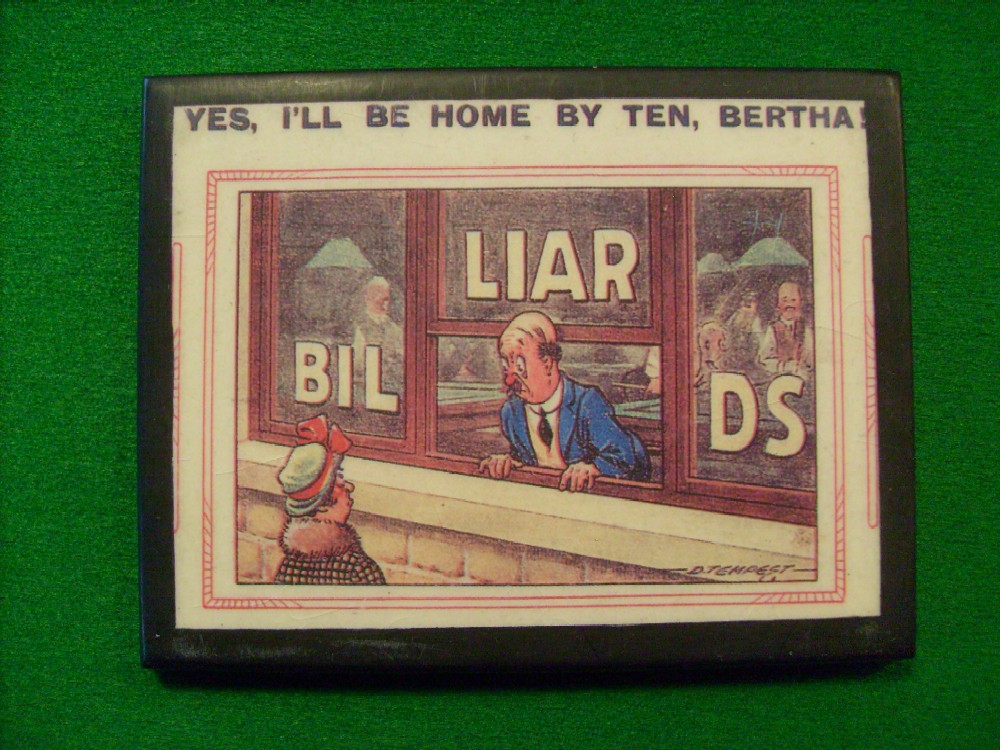 YES, I'LL BE HOME BY TEN, BERTHA!
LIAR
BIL
DS
D. TEMPEST